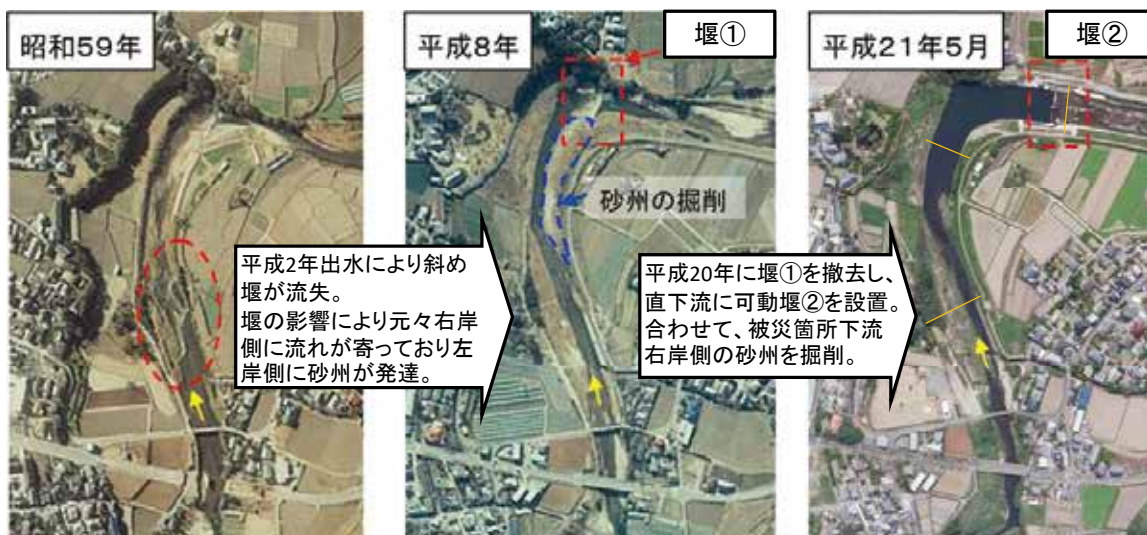 昭和59年
平成8年
堰①
平成21年5月
堰②
砂州の掘削
平成2年出水により斜め
堰が流失。
堰の影響により元々右岸
側に流れが寄っており左
岸側に砂州が発達。
平成20年に堰①を撤去し、
直下流に可動堰②を設置。
合わせて、被災箇所下流
右岸側の砂州を掘削。